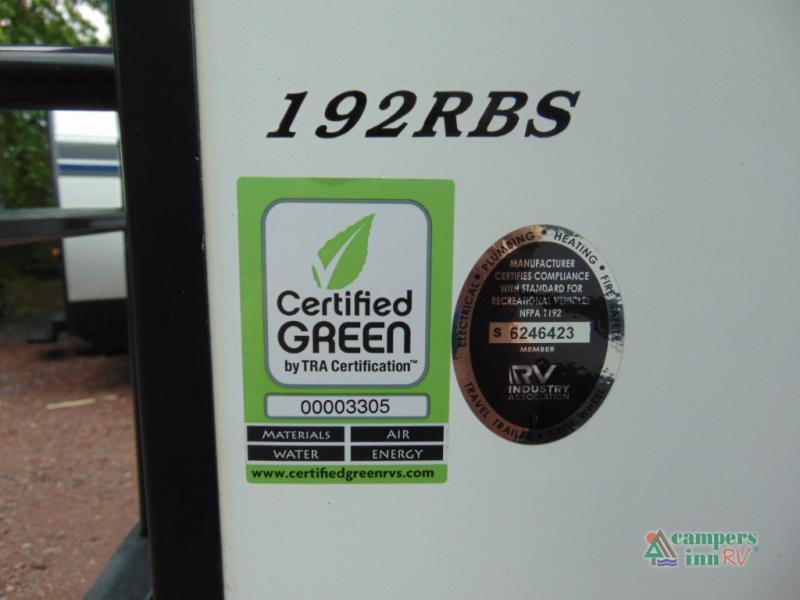 192RBS
Certified
GREEN
by TRA Certification™
00003305
MATERIALS AIR
WATER ENERGY
www.certifiedgreenrvs.com
ELECTRICAL • PLUMBING • HEATING • FIRE SAFETY
MANUFACTURER
CERTIFIES COMPLIANCE
WITH STANDARD FOR
RECREATIONAL VEHICLES
NFPA 1192
S 6246423
MEMBER
RV
INDUSTRY
ASSOCIATION
TRAVEL TRAILER • FIFTH WHEEL
campers
inn RV®